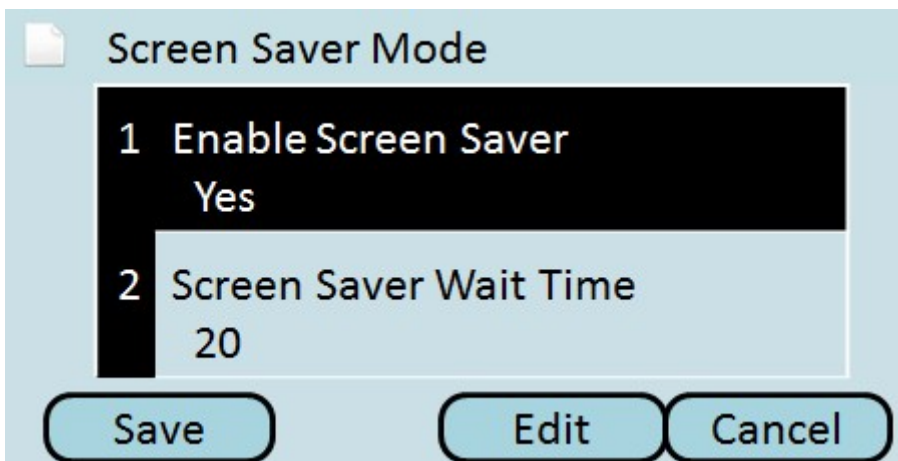 Screen Saver Mode
1 Enable Screen Saver
Yes
2 Screen Saver Wait Time
20
Save Edit Cancel